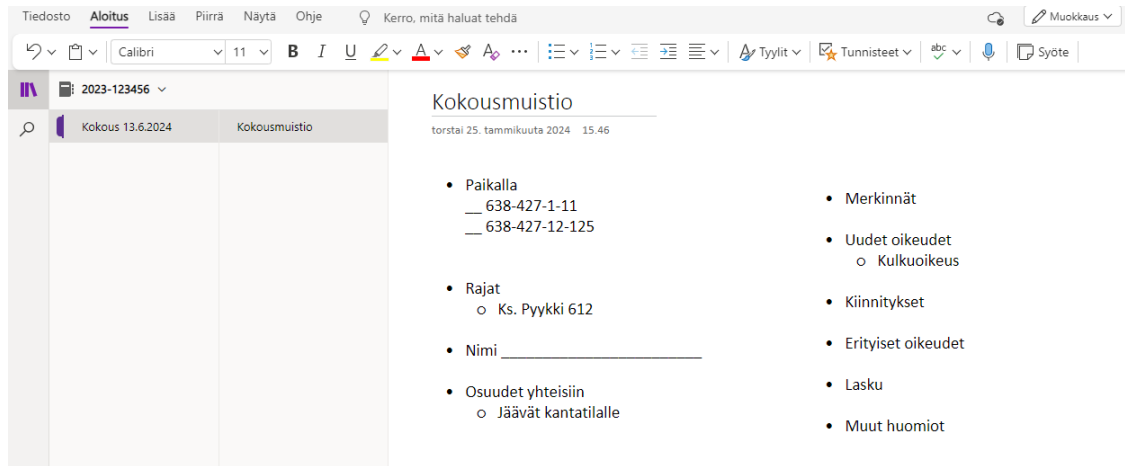 Tiedosto Aloitus Lisää Piirrä Näytä Ohje Kerro, mitä haluat tehdä Muokkaus
Calibri 11 B I U A A Tyylit Tunnisteet abc Syöte
2023-123456
Kokous 13.6.2024 Kokousmuistio
Kokousmuistio
torstai 25. tammikuuta 2024 15.46
• Paikalla
__ 638-427-1-11
__ 638-427-12-125
• Rajat
o Ks. Pyykki 612
• Nimi ________________________
• Osuudet yhteisiin
o Jäävät kantatilalle
• Merkinnät
• Uudet oikeudet
o Kulkuoikeus
• Kiinnitykset
• Erityiset oikeudet
• Lasku
• Muut huomiot